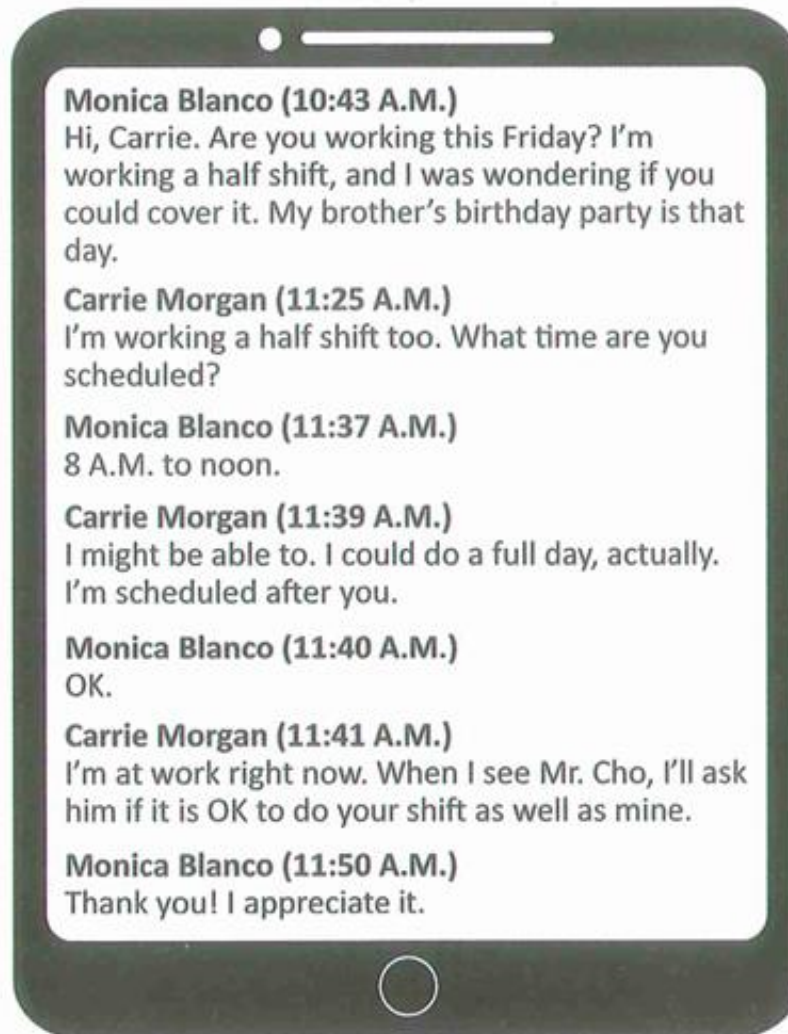 Monica Blanco (10:43 A.M.)
Hi, Carrie. Are you working this Friday? I'm
working a half shift, and I was wondering if you
could cover it. My brother's birthday party is that
day.
Carrie Morgan (11:25 A.M.)
I'm working a half shift too. What time are you
scheduled?
Monica Blanco (11:37 A.M.)
8 A.M. to noon.
Carrie Morgan (11:39 A.M.)
I might be able to. I could do a full day, actually.
I'm scheduled after you.
Monica Blanco (11:40 A.M.)
OK.
Carrie Morgan (11:41 A.M.)
I'm at work right now. When I see Mr. Cho, I'll ask
him if it is OK to do your shift as well as mine.
Monica Blanco (11:50 A.M.)
Thank you! I appreciate it.